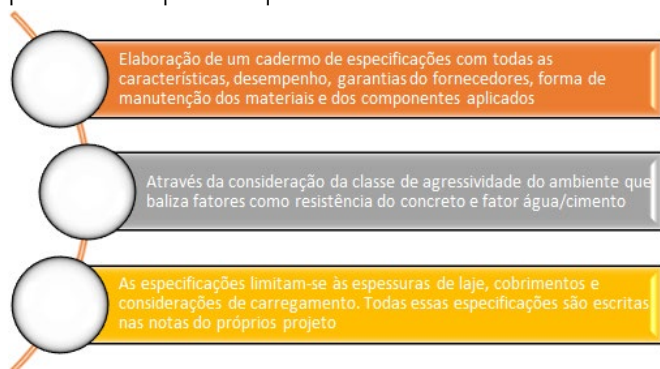 Elaboração de um cadermo de especificações com todas as
características, desempenho, garantias do fornecedores, forma de
manutenção dos materiais e dos componentes aplicados
Através da consideração da classe de agressividade do ambiente que
baliza fatores como resistência do concreto e fator água/cimento
As especificações limitam-se às espessuras de laje, cobrimentos e
considerações de carregamento. Todas essas especificações são escritas
nas notas do próprios projeto